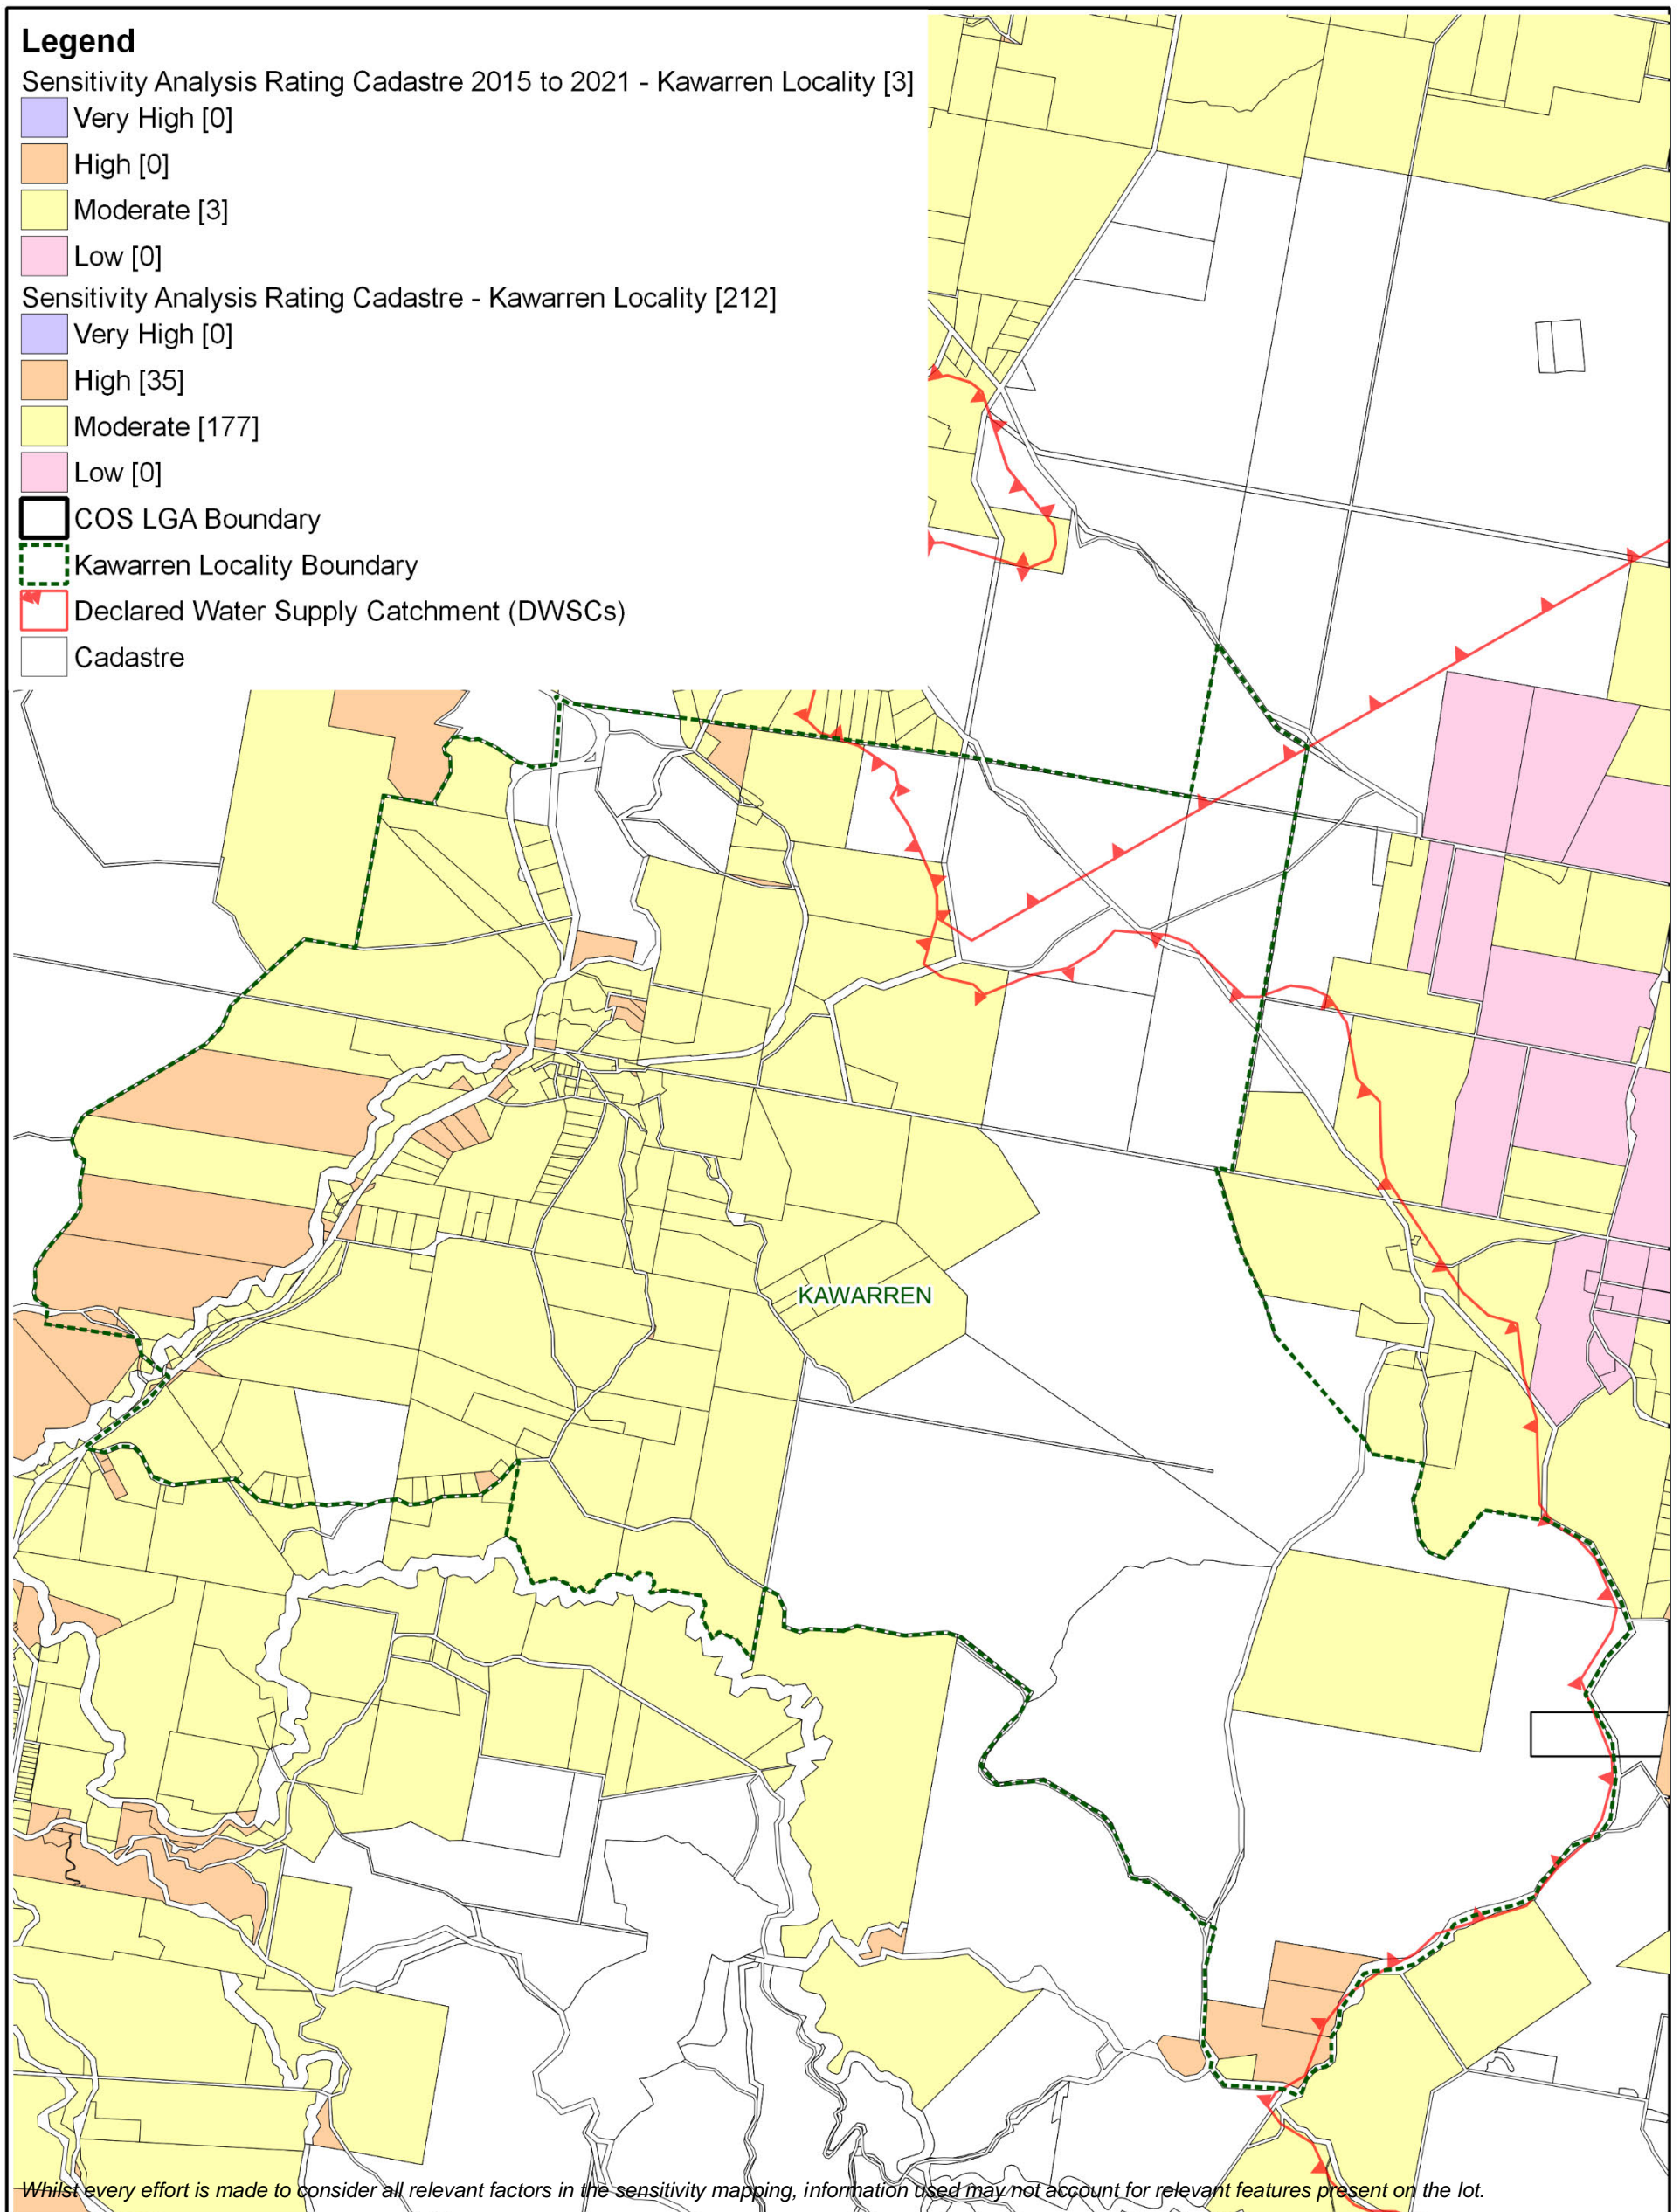 Legend
Sensitivity Analysis Rating Cadastre 2015 to 2021 - Kawarren Locality [3]
Very High [0]
High [0]
Moderate [3]
Low [0]
Sensitivity Analysis Rating Cadastre - Kawarren Locality [212]
Very High [0]
High [35]
Moderate [177]
Low [0]
COS LGA Boundary
Kawarren Locality Boundary
Declared Water Supply Catchment (DWSCs)
Cadastre
KAWARREN
Whilst every effort is made to consider all relevant factors in the sensitivity mapping, information used may not account for relevant features present on the lot.